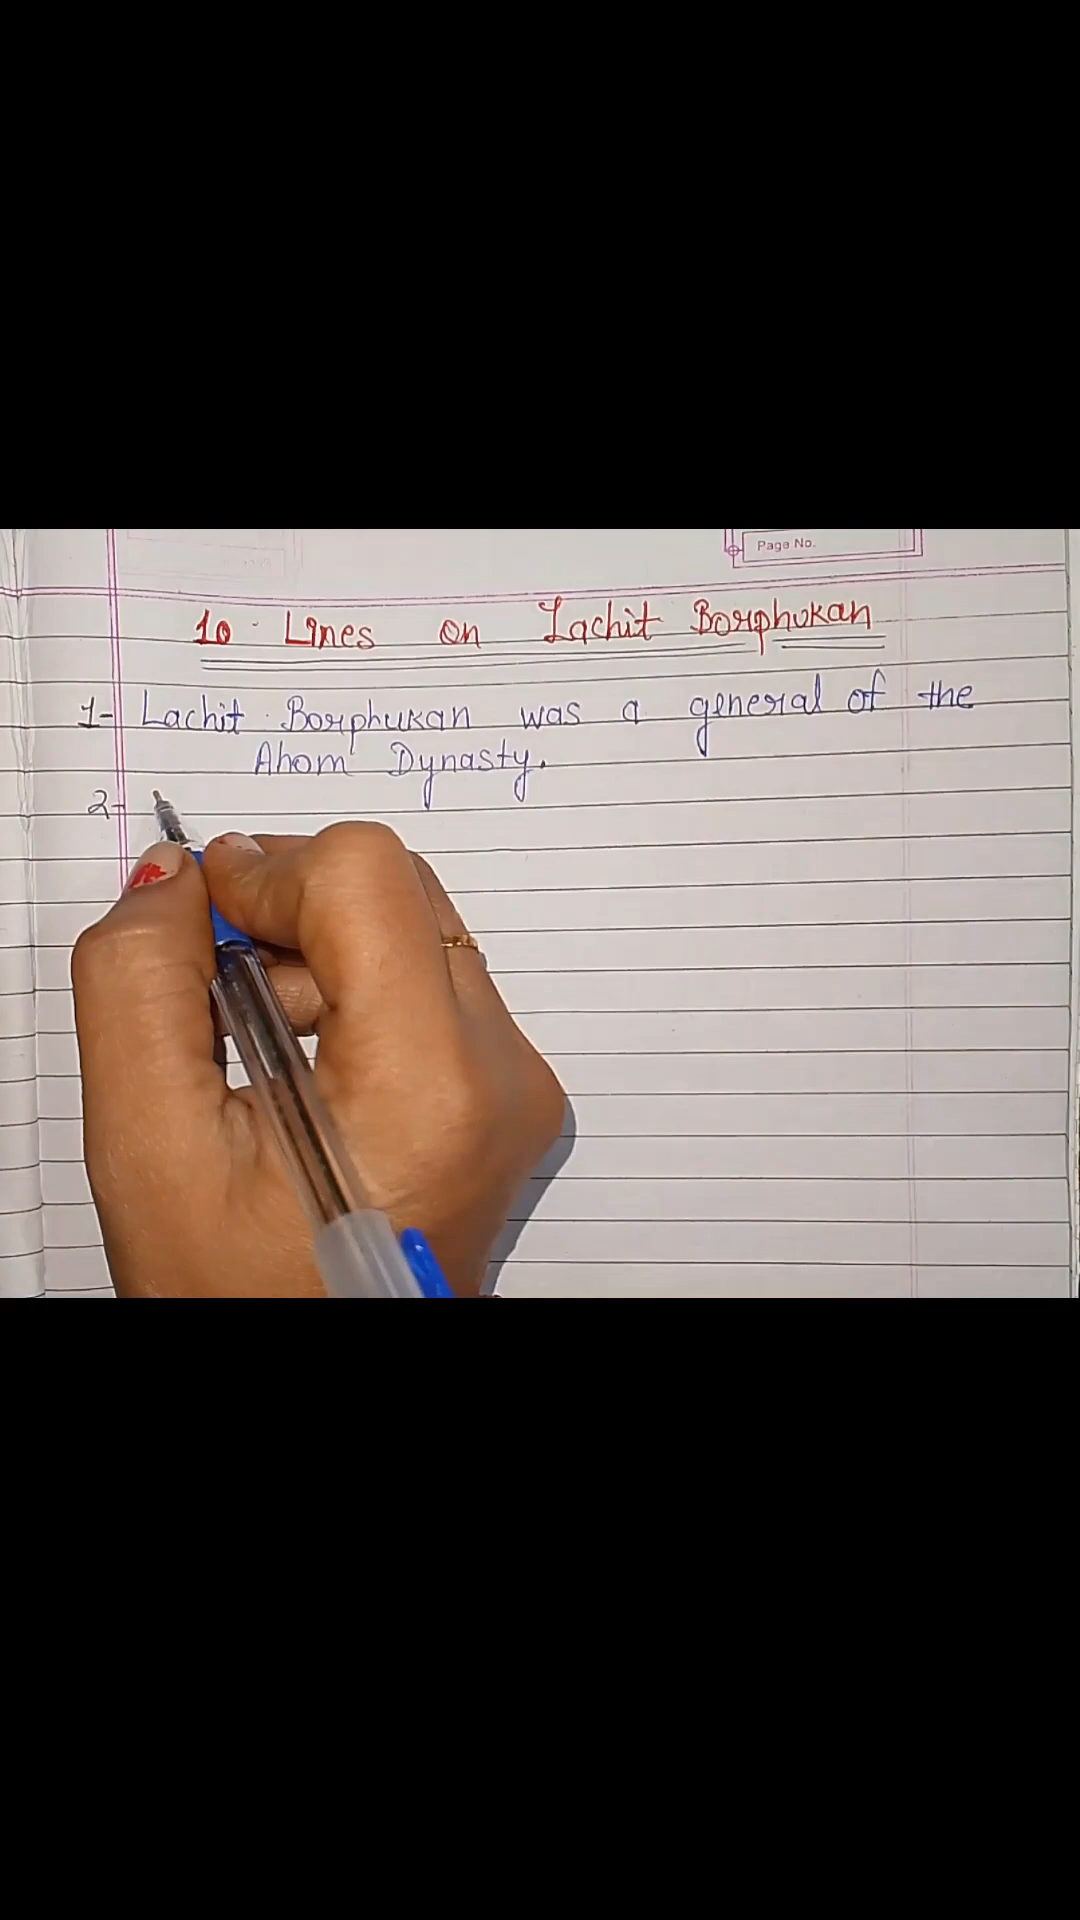 Page No.
10 Lines on Lachit Borphukan
1- Lachit Borphukan was a general of the
Ahom Dynasty.
2-